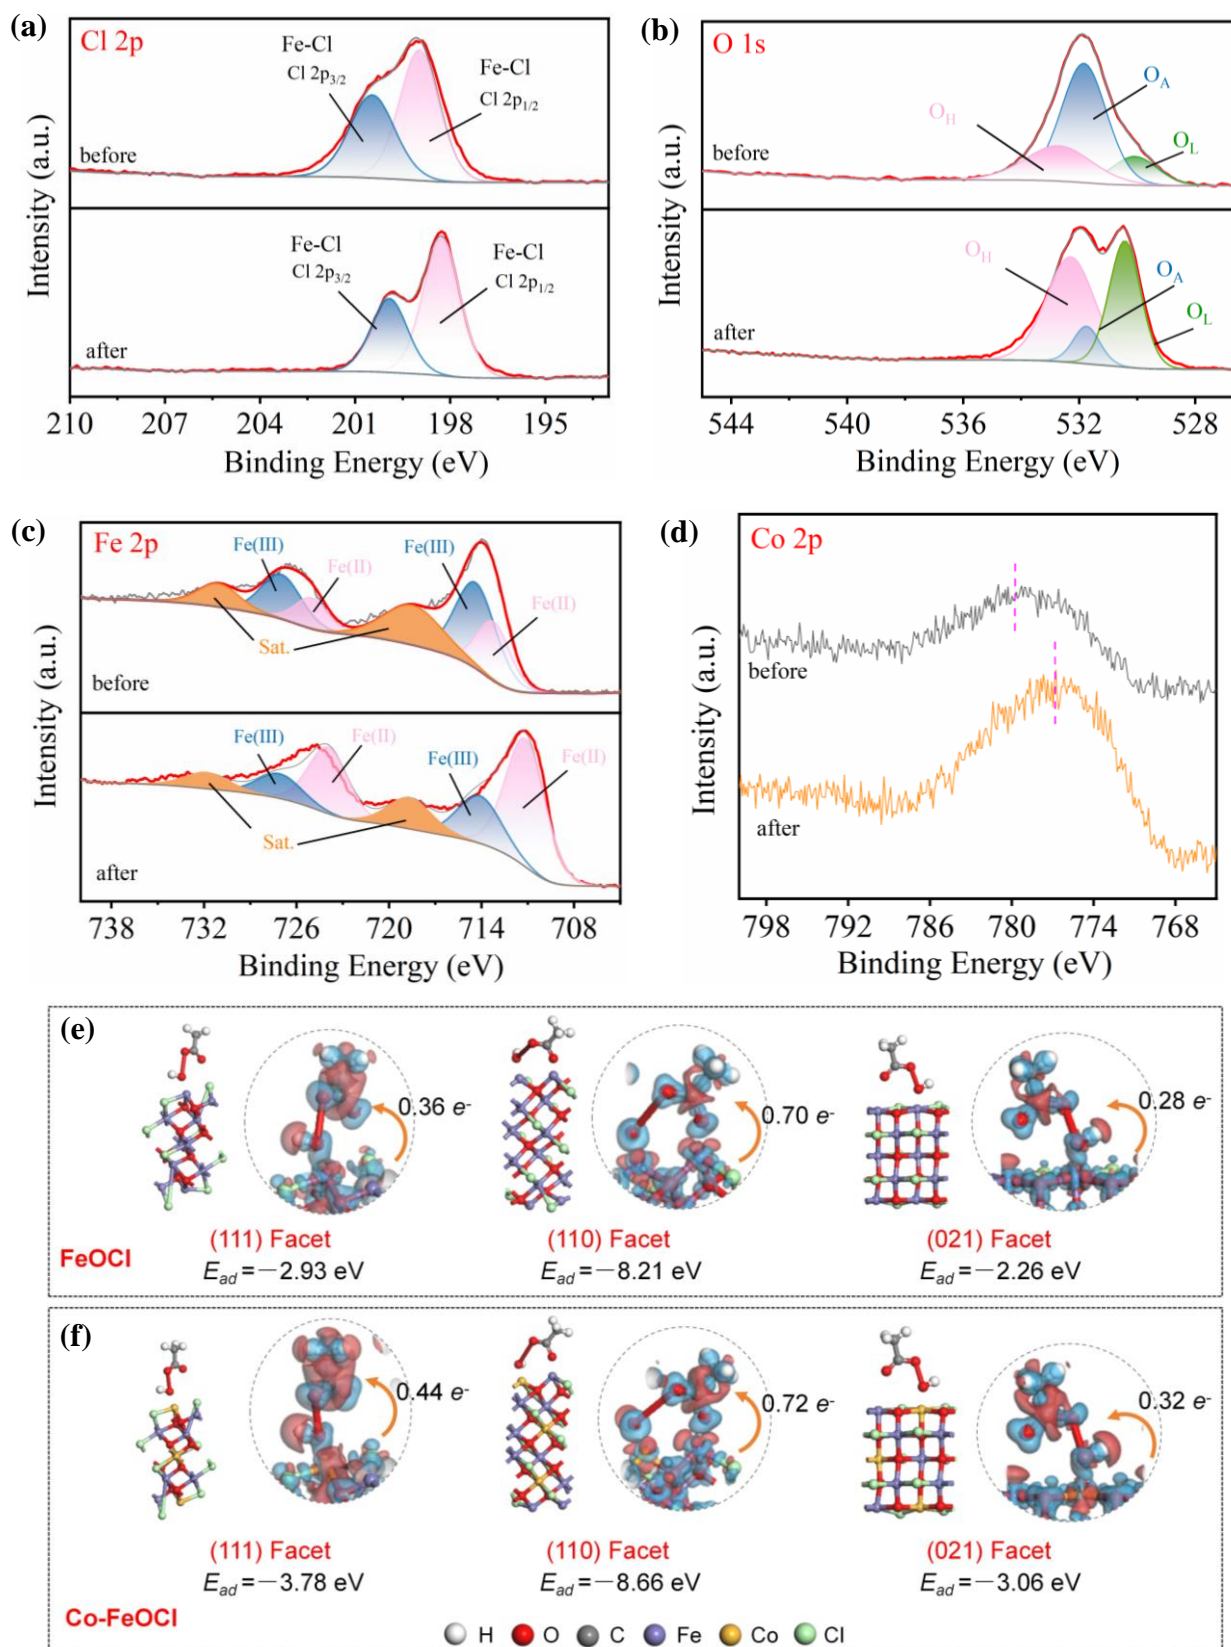 (a)
Cl 2p
Fe-Cl
Cl 2p3/2
Fe-Cl
Cl 2p1/2
before
Fe-Cl
Cl 2p3/2
Fe-Cl
Cl 2p1/2
after
Intensity (a.u.)
210 207 204 201 198 195
Binding Energy (eV)
(b)
O 1s
OH
OA
OL
before
OH
OA
OL
after
Intensity (a.u.)
544 540 536 532 528
Binding Energy (eV)
(c)
Fe 2p
Fe(III)
Fe(II)
Fe(III)
Fe(II)
Sat.
before
Fe(III)
Fe(II)
Fe(III)
Fe(II)
Sat.
after
Intensity (a.u.)
738 732 726 720 714 708
Binding Energy (eV)
(d)
Co 2p
before
after
Intensity (a.u.)
798 792 786 780 774 768
Binding Energy (eV)
(e)
0.36 e-
0.70 e-
0.28 e-
(111) Facet (110) Facet (021) Facet
FeOCl
Ead=−2.93 eV Ead=−8.21 eV Ead=−2.26 eV
(f)
0.44 e-
0.72 e-
0.32 e-
(111) Facet (110) Facet (021) Facet
Ead=−3.78 eV Ead=−8.66 eV Ead=−3.06 eV
Co-FeOCl
H O C Fe Co Cl